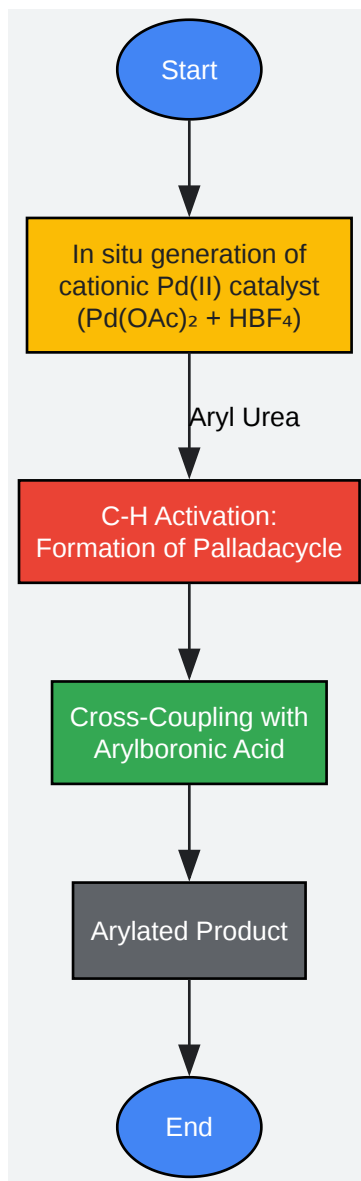 Start
In situ generation of
cationic Pd(II) catalyst
(Pd(OAc)₂ + HBF₄)
Aryl Urea
C-H Activation:
Formation of Palladacycle
Cross-Coupling with
Arylboronic Acid
Arylated Product
End